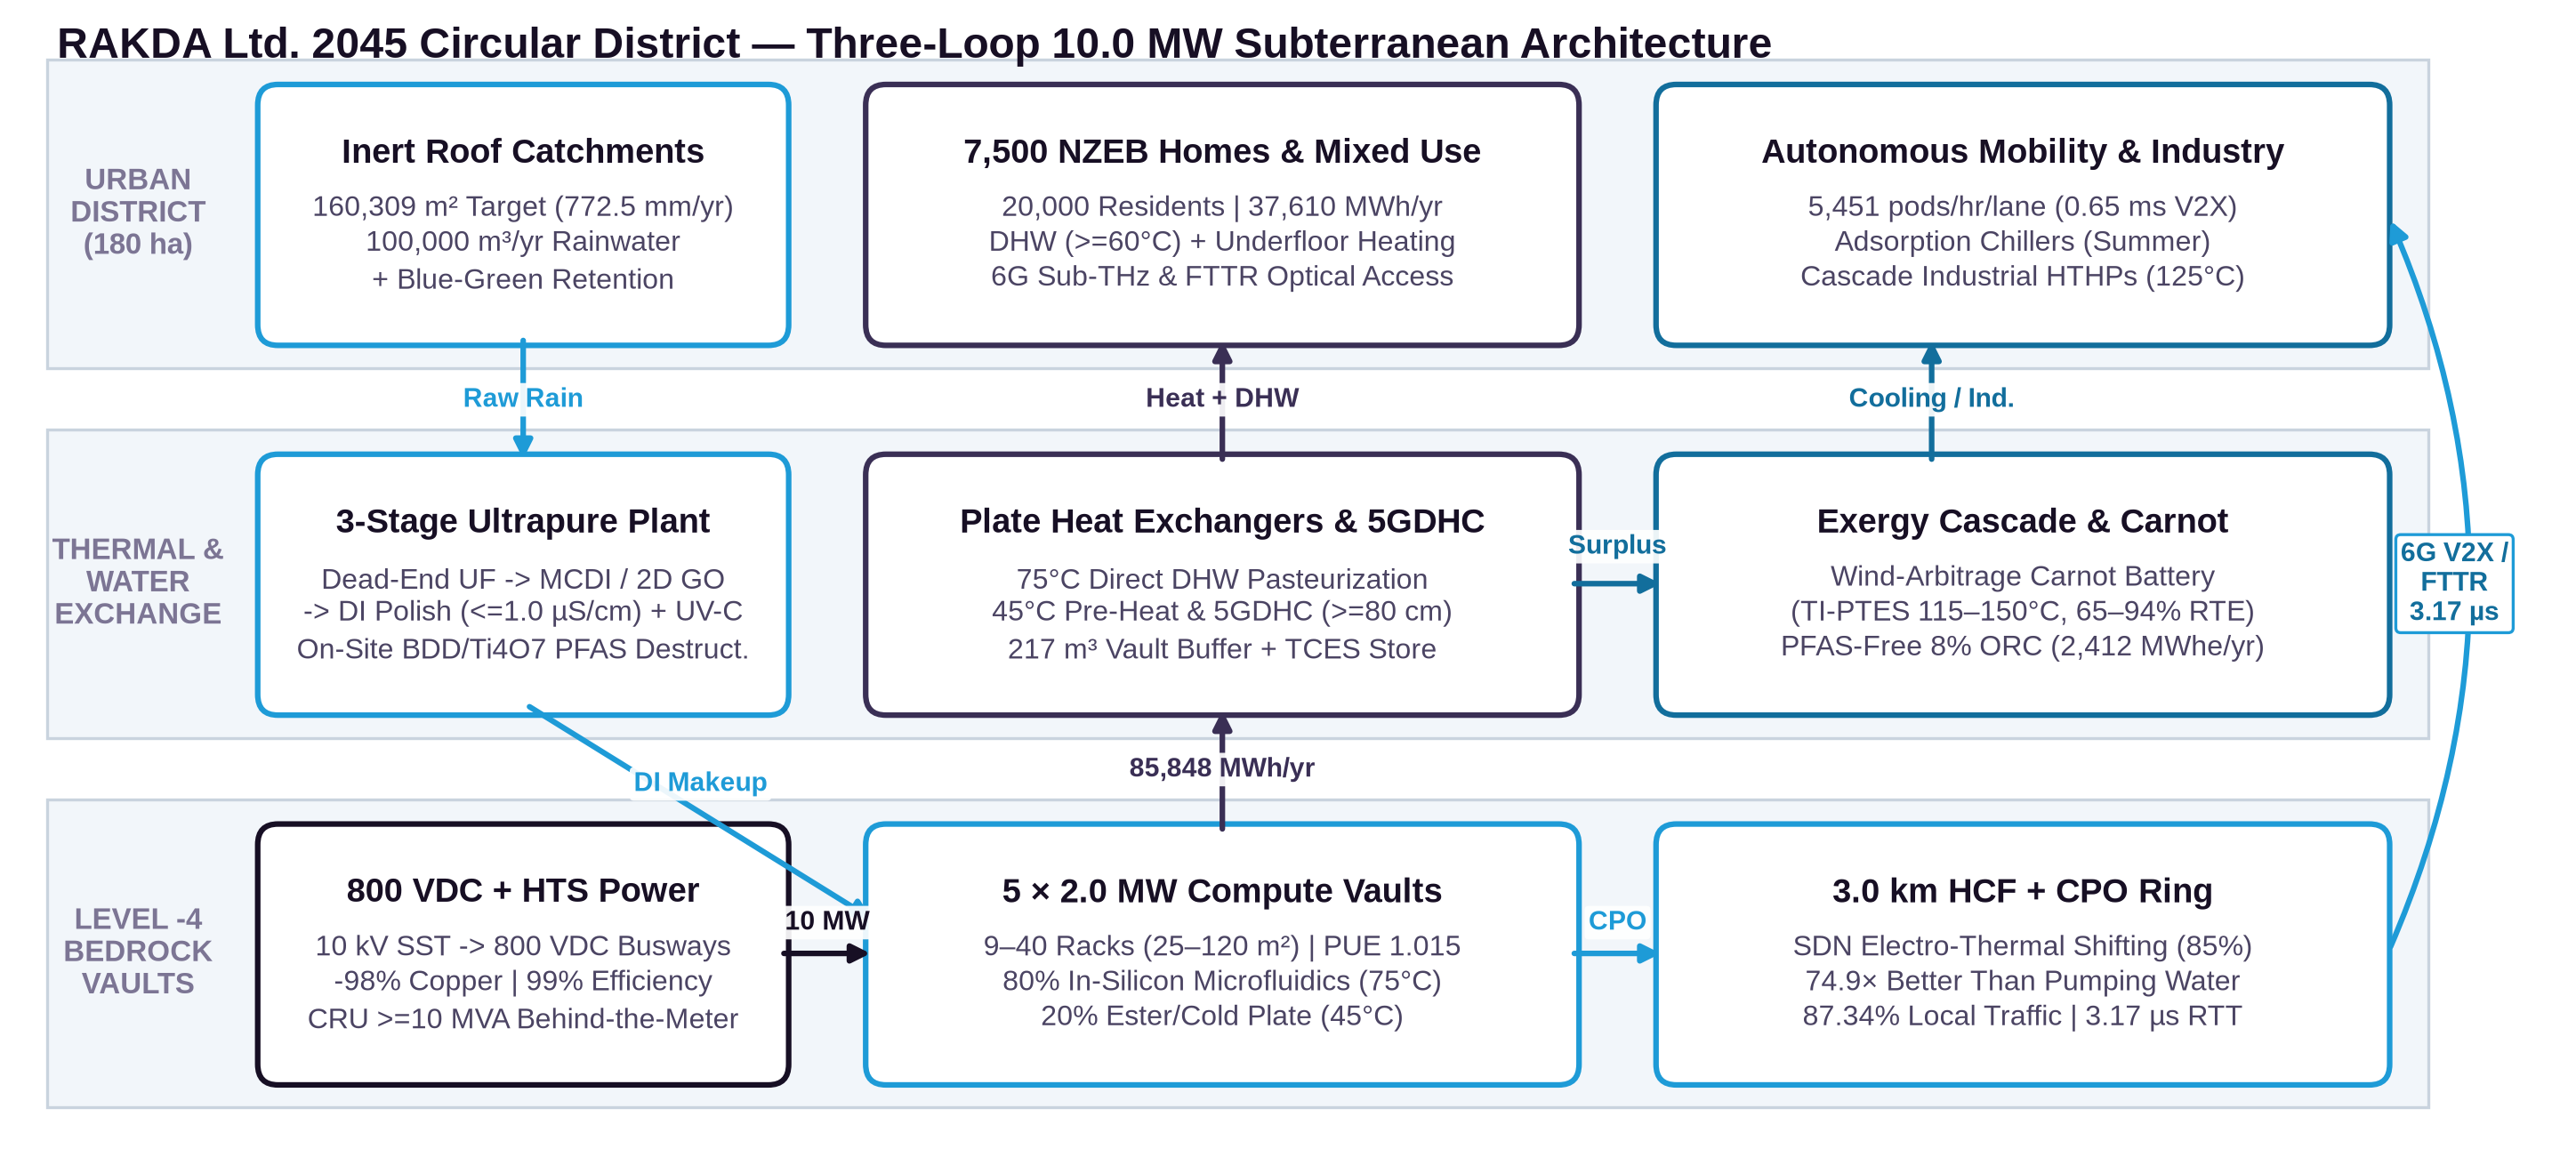 RAKDA Ltd. 2045 Circular District — Three-Loop 10.0 MW Subterranean Architecture
URBAN
DISTRICT
(180 ha)
Inert Roof Catchments
160,309 m² Target (772.5 mm/yr)
100,000 m³/yr Rainwater
+ Blue-Green Retention
7,500 NZEB Homes & Mixed Use
20,000 Residents | 37,610 MWh/yr
DHW (>=60°C) + Underfloor Heating
6G Sub-THz & FTTR Optical Access
Autonomous Mobility & Industry
5,451 pods/hr/lane (0.65 ms V2X)
Adsorption Chillers (Summer)
Cascade Industrial HTHPs (125°C)
Raw Rain
Heat + DHW
Cooling / Ind.
THERMAL &
WATER
EXCHANGE
3-Stage Ultrapure Plant
Dead-End UF -> MCDI / 2D GO
-> DI Polish (<=1.0 µS/cm) + UV-C
On-Site BDD/Ti4O7 PFAS Destruct.
Plate Heat Exchangers & 5GDHC
75°C Direct DHW Pasteurization
45°C Pre-Heat & 5GDHC (>=80 cm)
217 m³ Vault Buffer + TCES Store
Surplus
Exergy Cascade & Carnot
Wind-Arbitrage Carnot Battery
(TI-PTES 115–150°C, 65–94% RTE)
PFAS-Free 8% ORC (2,412 MWhe/yr)
6G V2X /
FTTR
3.17 µs
DI Makeup
85,848 MWh/yr
LEVEL -4
BEDROCK
VAULTS
800 VDC + HTS Power
10 kV SST -> 800 VDC Busways
-98% Copper | 99% Efficiency
CRU >=10 MVA Behind-the-Meter
10 MW
5 × 2.0 MW Compute Vaults
9–40 Racks (25–120 m²) | PUE 1.015
80% In-Silicon Microfluidics (75°C)
20% Ester/Cold Plate (45°C)
CPO
3.0 km HCF + CPO Ring
SDN Electro-Thermal Shifting (85%)
74.9× Better Than Pumping Water
87.34% Local Traffic | 3.17 µs RTT